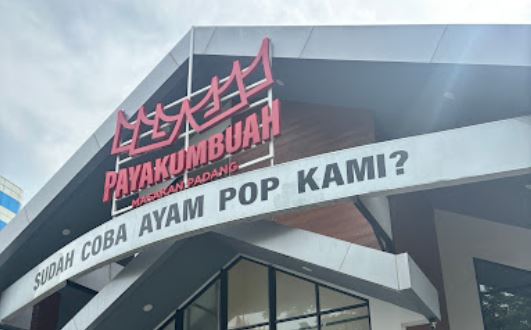 PAYAKUMBUAH
MASAKAN PADANG
SUDAH COBA AYAM POP KAMI?